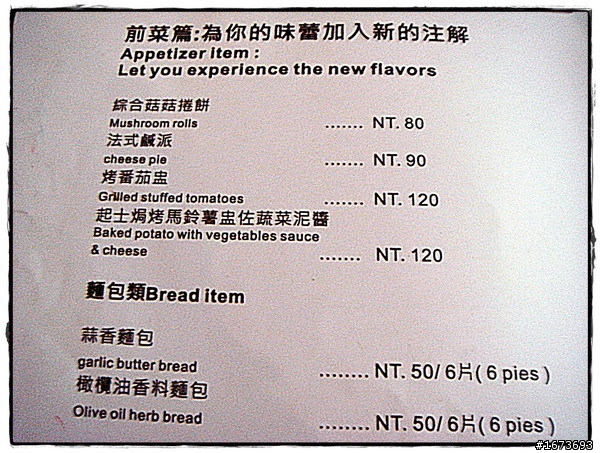 前菜篇:為你的味蕾加入新的注解
Appetizer item :
Let you experience the new flavors
綜合菇菇捲餅
Mushroom rolls ....... NT. 80
法式鹹派
cheese pie ....... NT. 90
烤番茄盅
Grilled stuffed tomatoes ....... NT. 120
起士焗烤馬鈴薯盅佐蔬菜泥醬
Baked potato with vegetables sauce
& cheese ....... NT. 120
麵包類Bread item
蒜香麵包
garlic butter bread ........ NT. 50/ 6片( 6 pies )
橄欖油香料麵包
Olive oil herb bread ........ NT. 50/ 6片( 6 pies )
#1673693